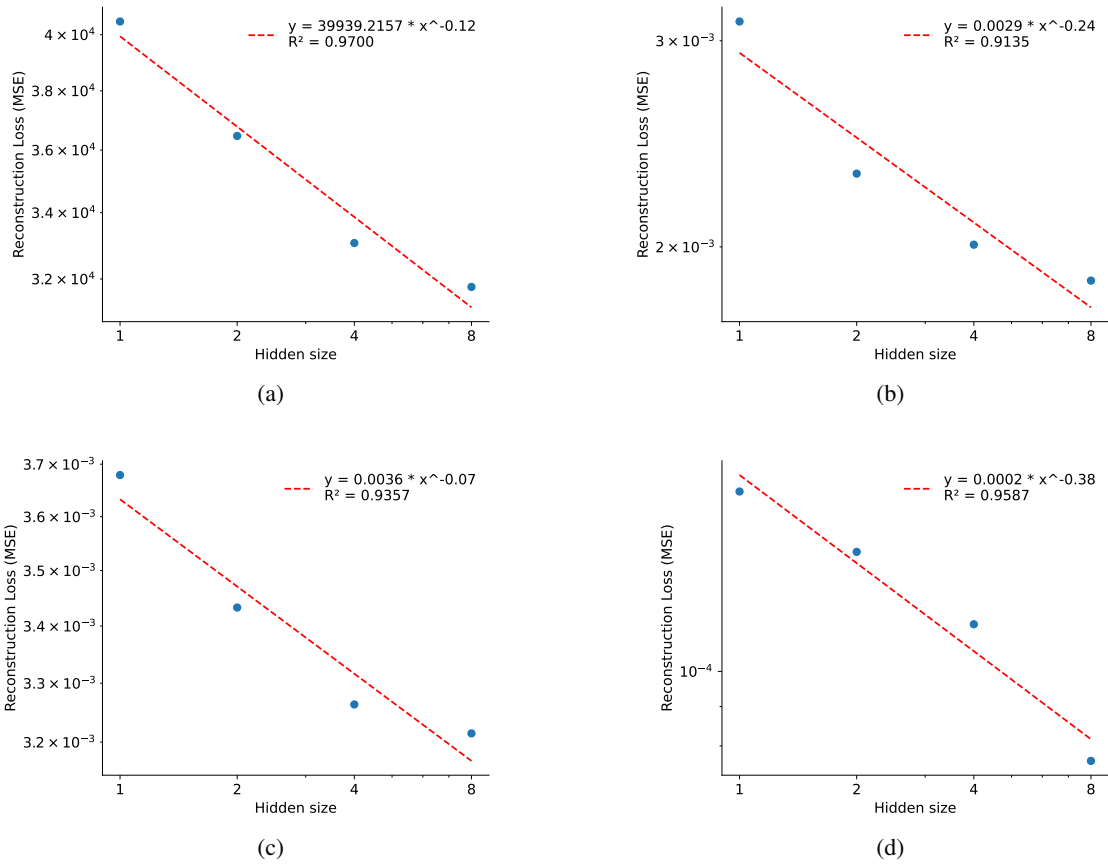 y = 39939.2157 * x^-0.12
R² = 0.9700
Reconstruction Loss (MSE)
4 × 10⁴
3.8 × 10⁴
3.6 × 10⁴
3.4 × 10⁴
3.2 × 10⁴
1 2 4 8
Hidden size
(a)
y = 0.0029 * x^-0.24
R² = 0.9135
Reconstruction Loss (MSE)
3 × 10⁻³
2 × 10⁻³
1 2 4 8
Hidden size
(b)
y = 0.0036 * x^-0.07
R² = 0.9357
Reconstruction Loss (MSE)
3.7 × 10⁻³
3.6 × 10⁻³
3.5 × 10⁻³
3.4 × 10⁻³
3.3 × 10⁻³
3.2 × 10⁻³
1 2 4 8
Hidden size
(c)
y = 0.0002 * x^-0.38
R² = 0.9587
Reconstruction Loss (MSE)
10⁻⁴
1 2 4 8
Hidden size
(d)